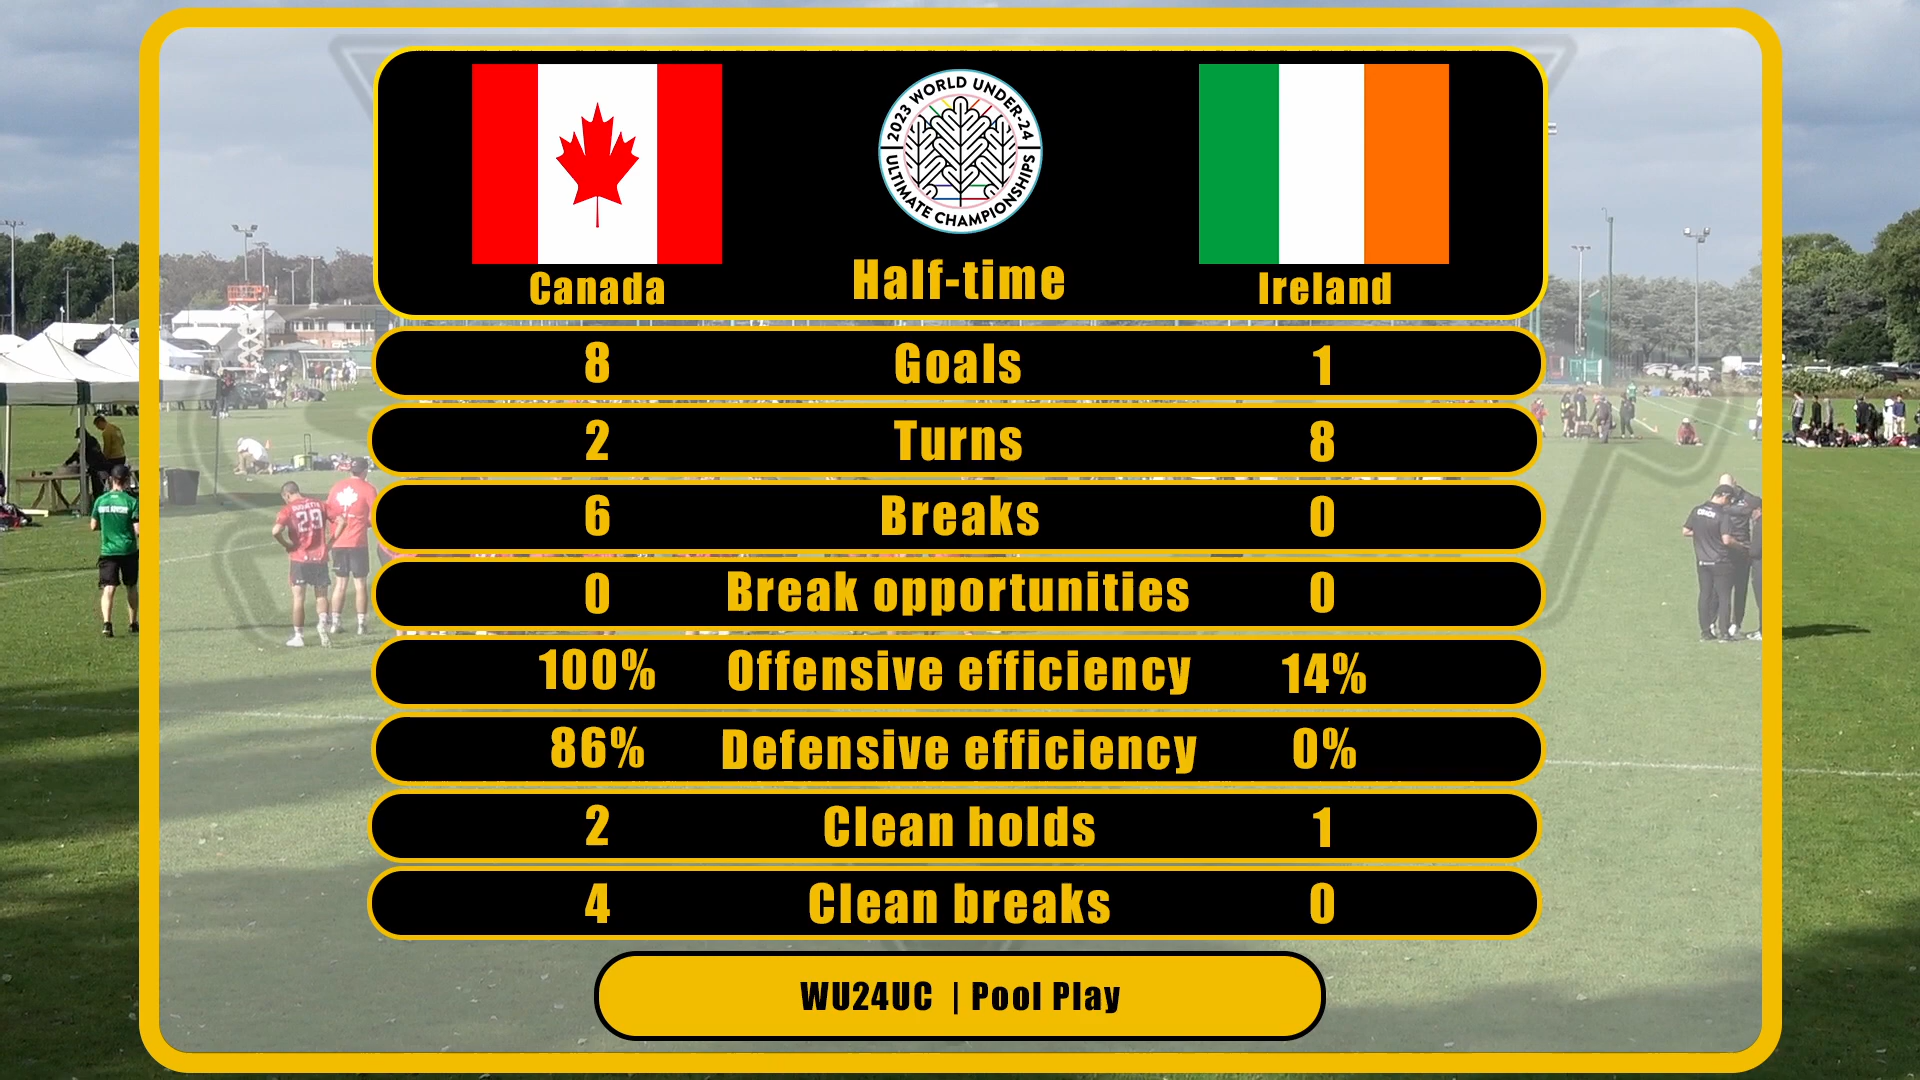 2023 WORLD UNDER-24
ULTIMATE CHAMPIONSHIPS
Canada Half-time Ireland
8 Goals 1
2 Turns 8
6 Breaks 0
0 Break opportunities 0
100% Offensive efficiency 14%
86% Defensive efficiency 0%
2 Clean holds 1
4 Clean breaks 0
29
COACH
WU24UC | Pool Play